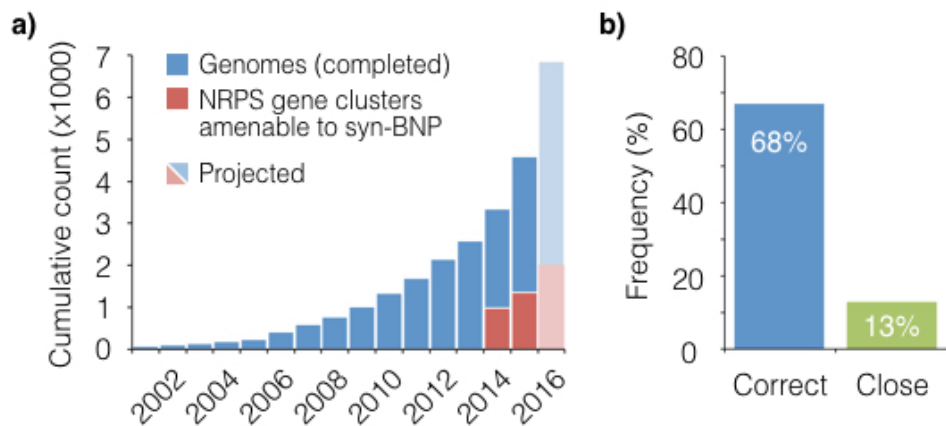 a)
Cumulative count (x1000)
7
6
5
4
3
2
1
0
Genomes (completed)
NRPS gene clusters
amenable to syn-BNP
Projected
2002
2004
2006
2008
2010
2012
2014
2016
b)
Frequency (%)
80
60
40
20
0
68%
13%
Correct
Close